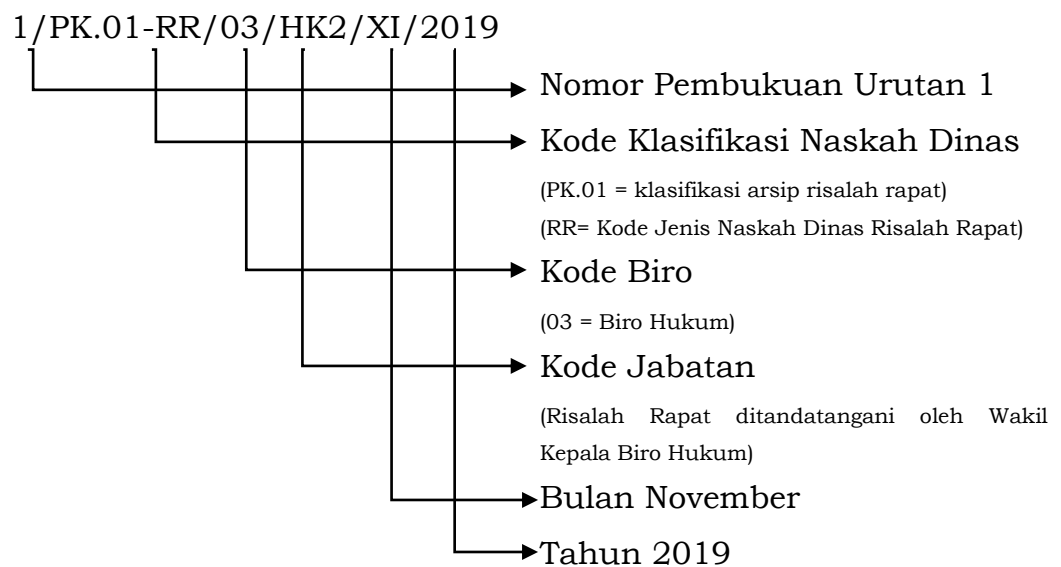 1/PK.01-RR/03/HK2/XI/2019
Nomor Pembukuan Urutan 1
Kode Klasifikasi Naskah Dinas
(PK.01 = klasifikasi arsip risalah rapat)
(RR= Kode Jenis Naskah Dinas Risalah Rapat)
Kode Biro
(03 = Biro Hukum)
Kode Jabatan
(Risalah Rapat ditandatangani oleh Wakil
Kepala Biro Hukum)
Bulan November
Tahun 2019